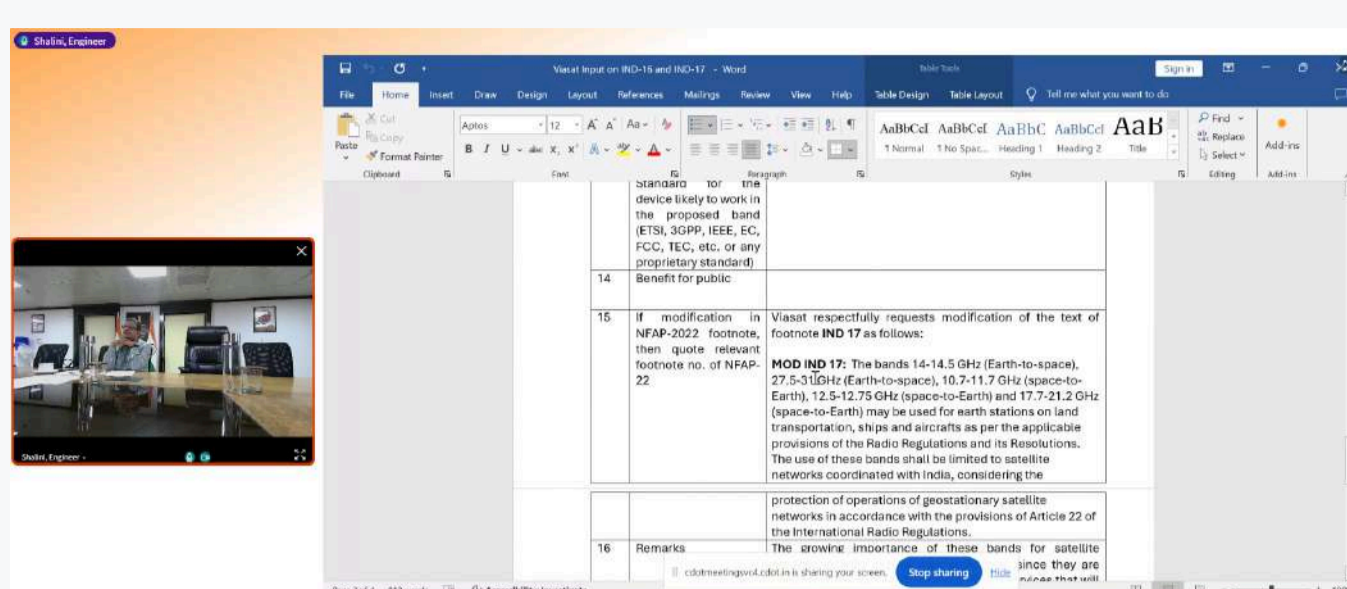 Shalini, Engineer
Viasat Input on IND-16 and IND-17 - Word
Table Tools
Sign in
File Home Insert Draw Design Layout References Mailings Review View Help Table Design Table Layout Tell me what you want to do
Paste
Cut
Copy
Format Painter
Clipboard
Aptos 12
Font
Paragraph
AaBbCcI AaBbCcI AaBbC AaBbCcI AaB
¶ Normal ¶ No Spac... Heading 1 Heading 2 Title
Styles
Find
Replace
Select
Editing
Add-ins
Add-ins
Standard for the
device likely to work in
the proposed band
(ETSI, 3GPP, IEEE, EC,
FCC, TEC, etc. or any
proprietary standard)
14 Benefit for public
15 If modification in
NFAP-2022 footnote,
then quote relevant
footnote no. of NFAP-
22
Viasat respectfully requests modification of the text of
footnote IND 17 as follows:
MOD IND 17: The bands 14-14.5 GHz (Earth-to-space),
27.5-31 GHz (Earth-to-space), 10.7-11.7 GHz (space-to-
Earth), 12.5-12.75 GHz (space-to-Earth) and 17.7-21.2 GHz
(space-to-Earth) may be used for earth stations on land
transportation, ships and aircrafts as per the applicable
provisions of the Radio Regulations and its Resolutions.
The use of these bands shall be limited to satellite
networks coordinated with India, considering the
protection of operations of geostationary satellite
networks in accordance with the provisions of Article 22 of
the International Radio Regulations.
16 Remarks
The growing importance of these bands for satellite
since they are
cdotmeetingsvc4.cdot.in is sharing your screen. Stop sharing Hide
services that will
Shalini, Engineer